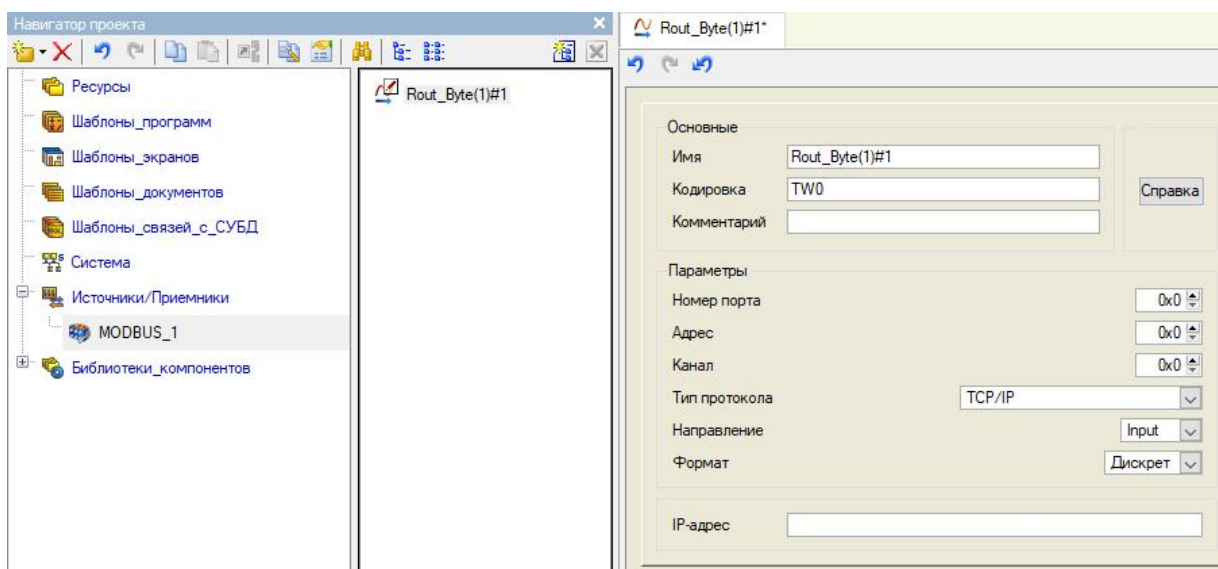 Навигатор проекта
Ресурсы
Шаблоны_программ
Шаблоны_экранов
Шаблоны_документов
Шаблоны_связей_с_СУБД
Система
Источники/Приемники
MODBUS_1
Библиотеки_компонентов
Rout_Byte(1)#1
Rout_Byte(1)#1*
Основные
Имя Rout_Byte(1)#1
Кодировка TW0
Комментарий
Справка
Параметры
Номер порта 0x0
Адрес 0x0
Канал 0x0
Тип протокола TCP/IP
Направление Input
Формат Дискрет
IP-адрес